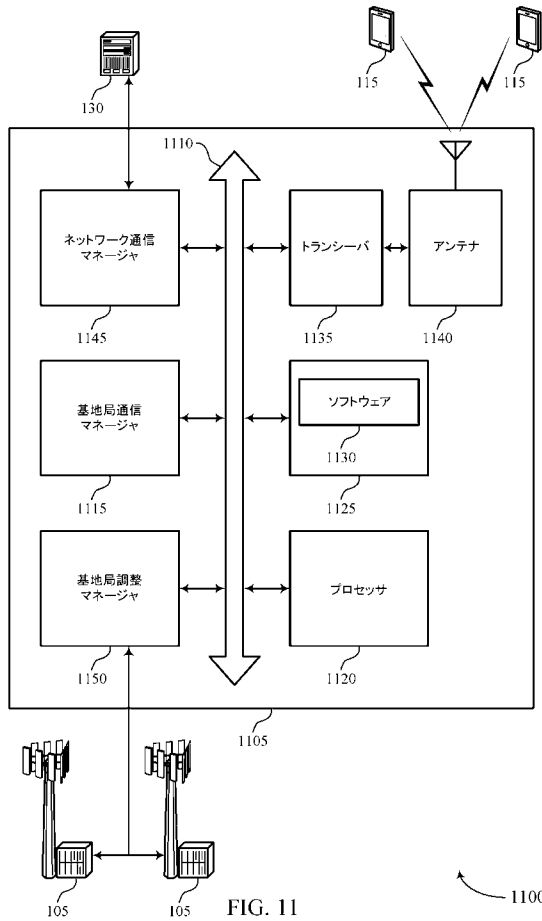 115
115
130
1110
ネットワーク通信
マネージャ
トランシーバ
アンテナ
1145
1135
1140
基地局通信
マネージャ
ソフトウェア
1130
1115
1125
基地局調整
マネージャ
プロセッサ
1150
1120
1105
105
105
1100
FIG. 11